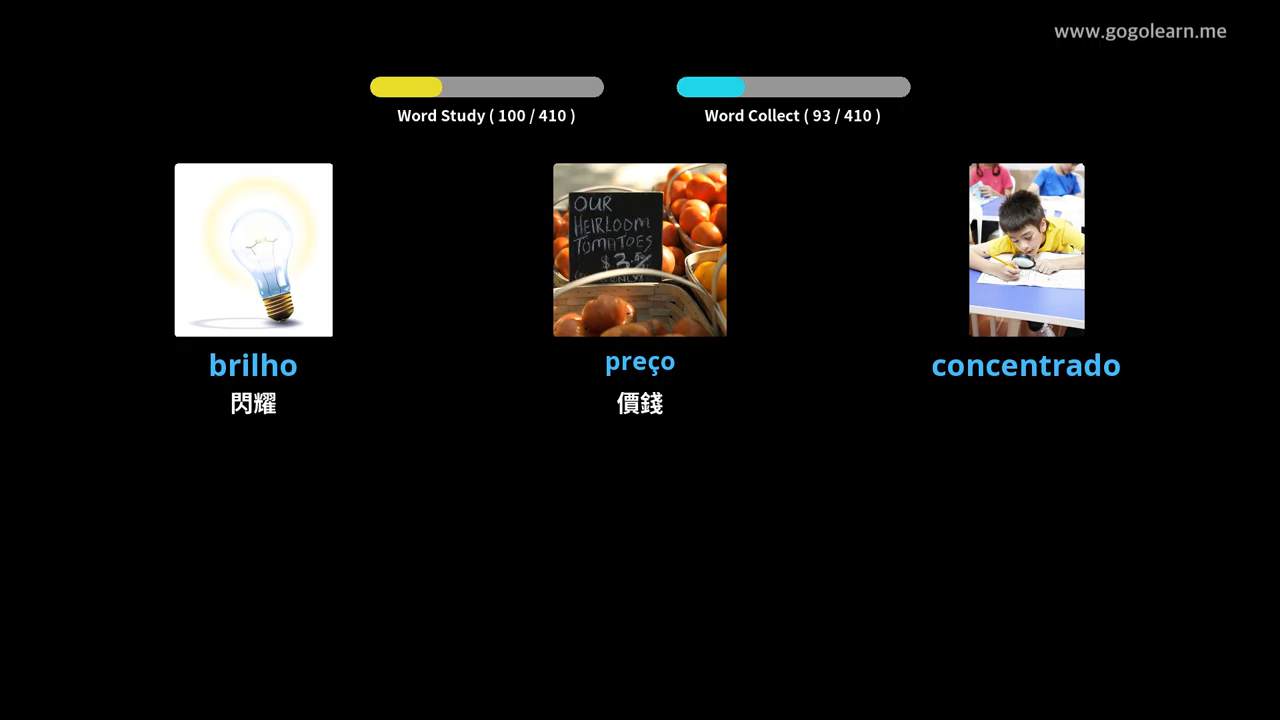 www.gogolearn.me
Word Study ( 100 / 410 )
Word Collect ( 93 / 410 )
OUR
HEIRLOOM
TOMATOES
brilho
preço
concentrado
閃耀
價錢